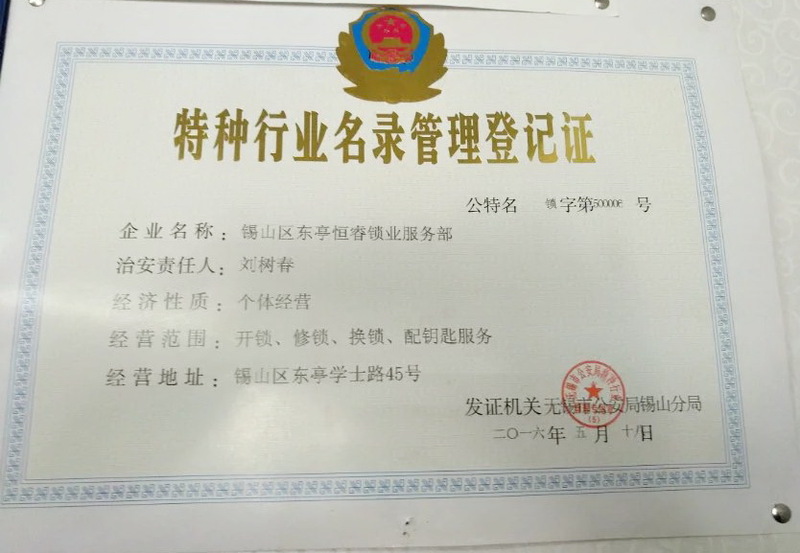 特种行业名录管理登记证
公特名 锁 字第500006 号
企业名称：锡山区东亭恒睿锁业服务部
治安责任人：刘树春
经济性质：个体经营
经营范围：开锁、修锁、换锁、配钥匙服务
经营地址：锡山区东亭学士路45号
发证机关无锡市公安局锡山分局
二〇一六年 五 月 十八日